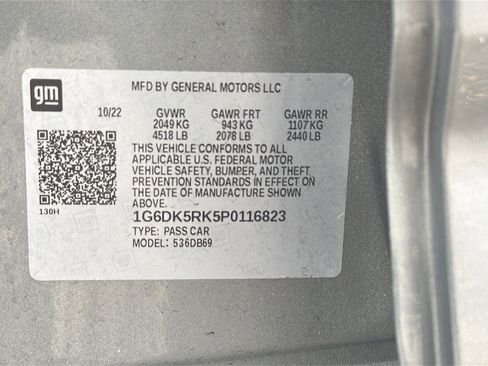 gm
MFD BY GENERAL MOTORS LLC
10/22 GVWR GAWR FRT GAWR RR
2049 KG 943 KG 1107 KG
4518 LB 2078 LB 2440 LB
THIS VEHICLE CONFORMS TO ALL
APPLICABLE U.S. FEDERAL MOTOR
VEHICLE SAFETY, BUMPER, AND THEFT
PREVENTION STANDARDS IN EFFECT ON
THE DATE OF MANUFACTURE SHOWN ABOVE.
130H
1G6DK5RK5P0116823
TYPE: PASS CAR
MODEL: 536DB69